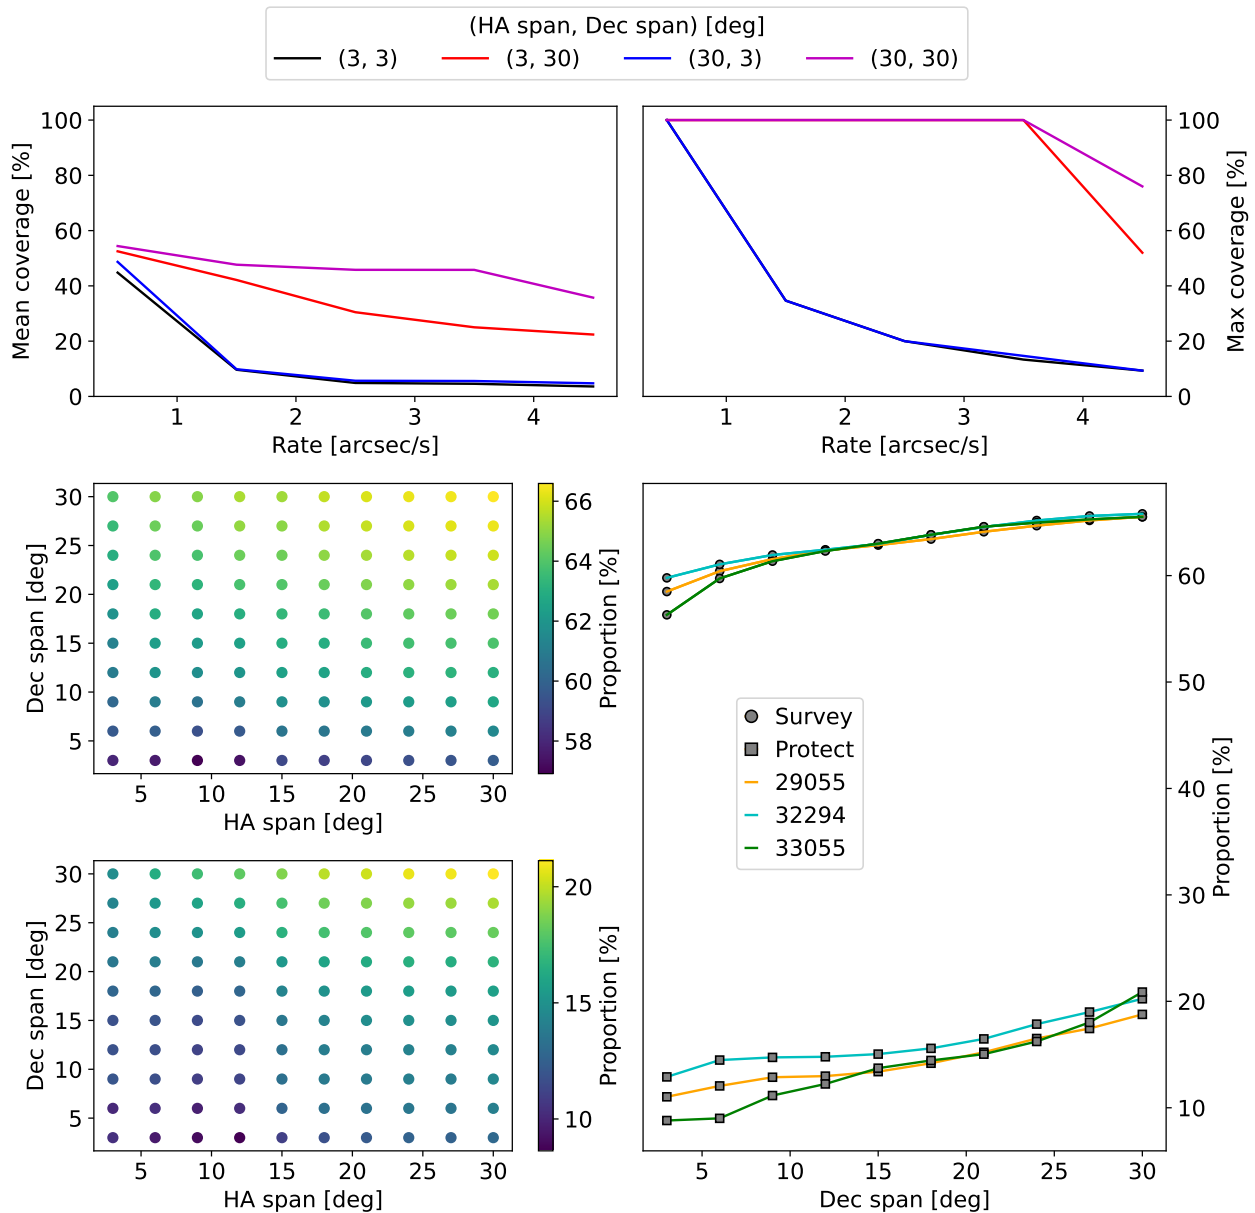 (HA span, Dec span) [deg]
(3, 3) (3, 30) (30, 3) (30, 30)
100
80
60
40
20
0
Mean coverage [%]
1 2 3 4
Rate [arcsec/s]
100
80
60
40
20
0
Max coverage [%]
1 2 3 4
Rate [arcsec/s]
30
25
20
15
10
5
Dec span [deg]
5 10 15 20 25 30
HA span [deg]
66
64
62
60
58
Proportion [%]
30
25
20
15
10
5
Dec span [deg]
5 10 15 20 25 30
HA span [deg]
20
15
10
Proportion [%]
Survey
Protect
29055
32294
33055
60
50
40
30
20
10
Proportion [%]
5 10 15 20 25 30
Dec span [deg]